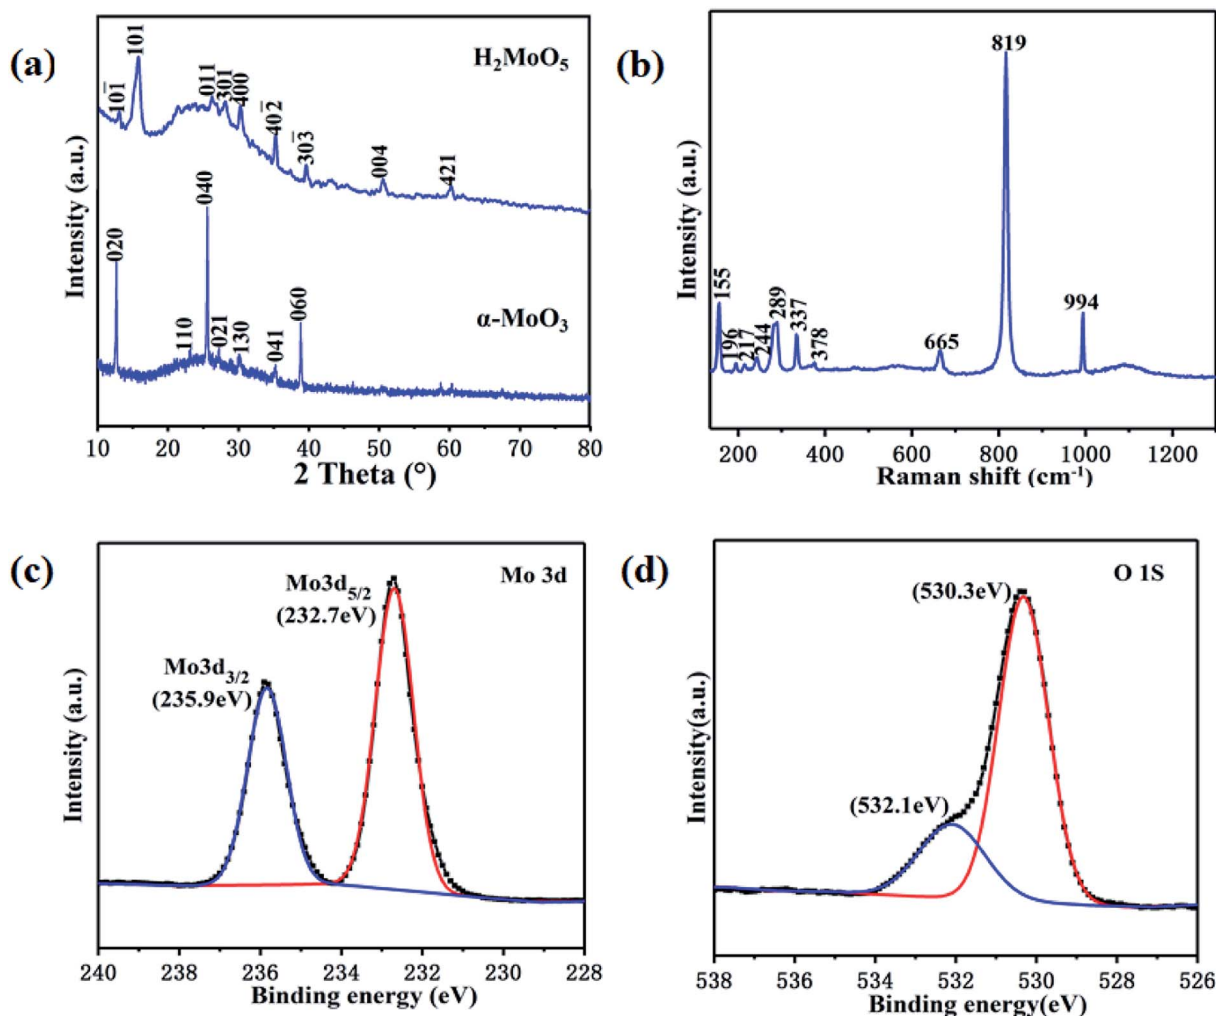 (a)
H₂MoO₅
101̄
101
011
301
400
4̄02
3̄03
004
421
α-MoO₃
020
110
040
021
130
041
060
Intensity (a.u.)
10 20 30 40 50 60 70 80
2 Theta (°)
(b)
155
196
217
244
289
337
378
665
819
994
Intensity (a.u.)
200 400 600 800 1000 1200
Raman shift (cm⁻¹)
(c)
Mo 3d
Mo3d₅/₂
(232.7eV)
Mo3d₃/₂
(235.9eV)
Intensity (a.u.)
240 238 236 234 232 230 228
Binding energy (eV)
(d)
O 1S
(530.3eV)
(532.1eV)
Intensity(a.u.)
538 536 534 532 530 528 526
Binding energy(eV)